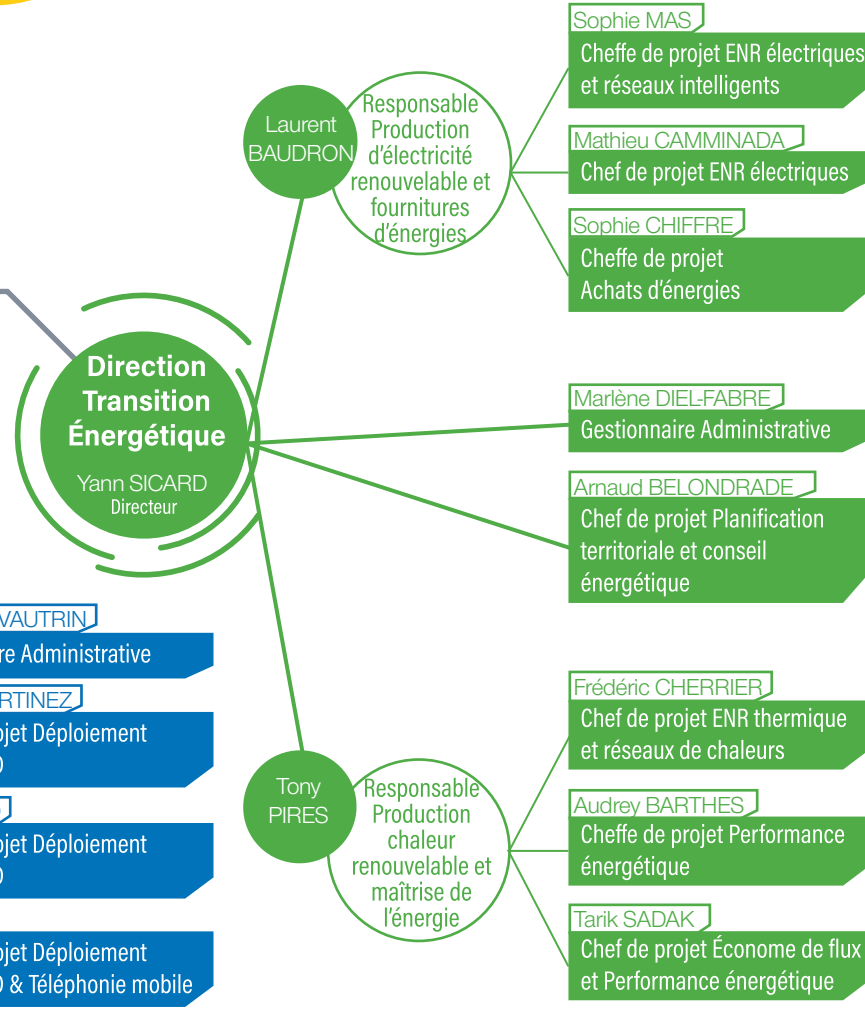 Sophie MAS
Cheffe de projet ENR électriques
et réseaux intelligents
Laurent
BAUDRON
Responsable
Production
d'électricité
renouvelable et
fournitures
d'énergies
Mathieu CAMMINADA
Chef de projet ENR électriques
Sophie CHIFFRE
Cheffe de projet
Achats d'énergies
Direction
Transition
Énergétique
Yann SICARD
Directeur
Marlène DIEL-FABRE
Gestionnaire Administrative
Arnaud BELONDRADE
Chef de projet Planification
territoriale et conseil
énergétique
VAUTRIN
re Administrative
RTINEZ
ojet Déploiement
ojet Déploiement
ojet Déploiement
& Téléphonie mobile
Tony
PIRES
Responsable
Production
chaleur
renouvelable et
maîtrise de
l'énergie
Frédéric CHERRIER
Chef de projet ENR thermique
et réseaux de chaleurs
Audrey BARTHES
Cheffe de projet Performance
énergétique
Tarik SADAK
Chef de projet Économe de flux
et Performance énergétique